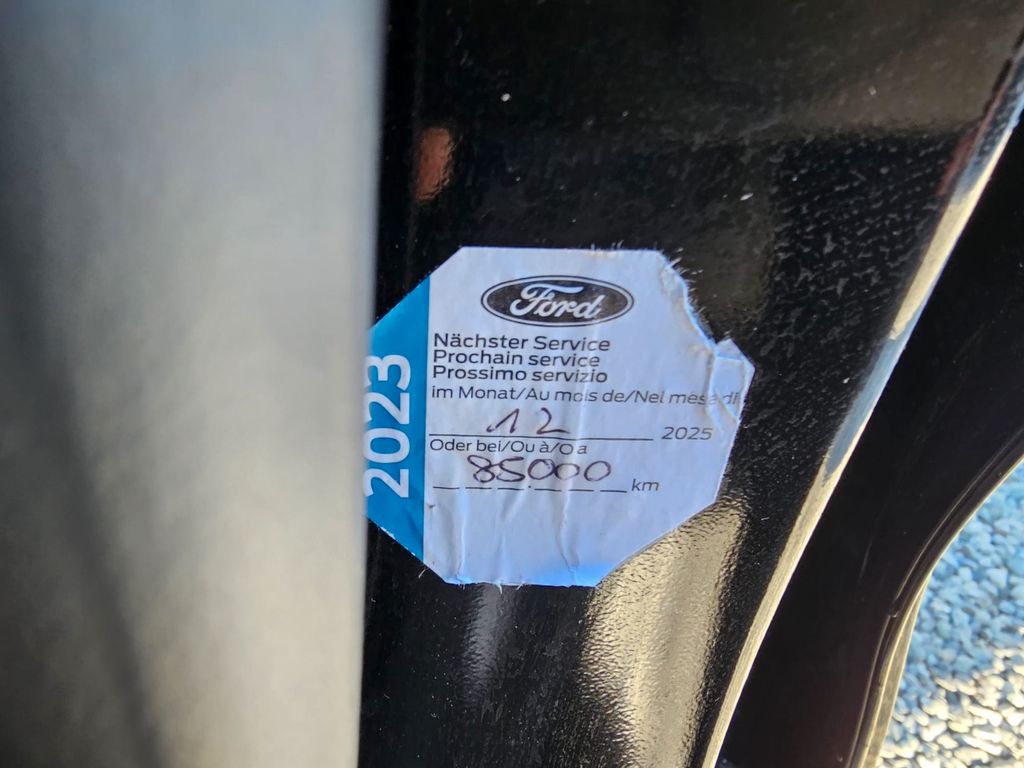 Ford
Nächster Service
Prochain service
Prossimo servizio
im Monat/Au mois de/Nel mese di
12 2025
Oder bei/Ou à/O a
85000 km
2023